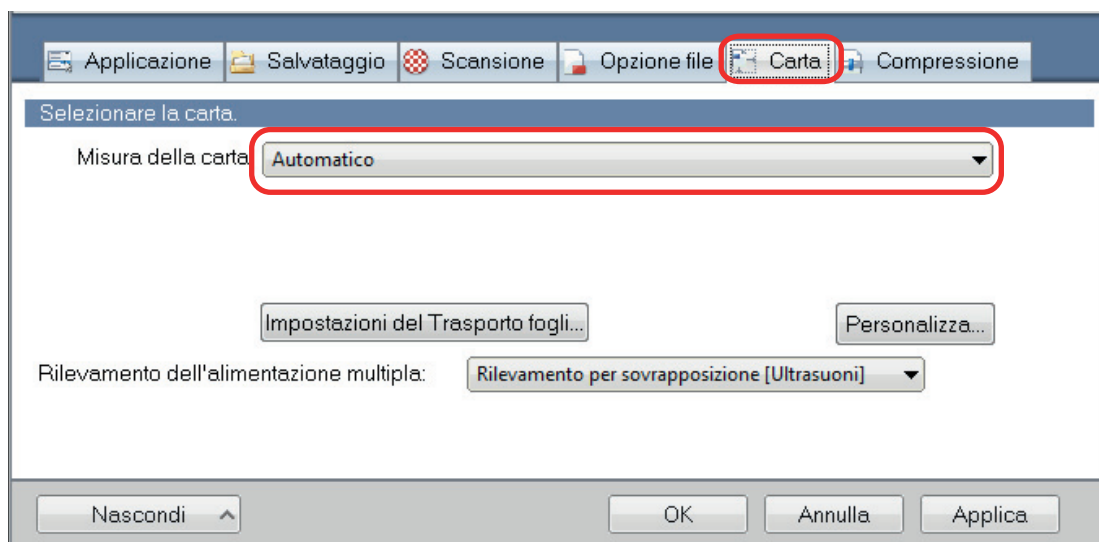 Applicazione Salvataggio Scansione Opzione file Carta Compressione
Selezionare la carta.
Misura della carta Automatico
Impostazioni del Trasporto fogli... Personalizza...
Rilevamento dell'alimentazione multipla: Rilevamento per sovrapposizione [Ultrasuoni]
Nascondi OK Annulla Applica